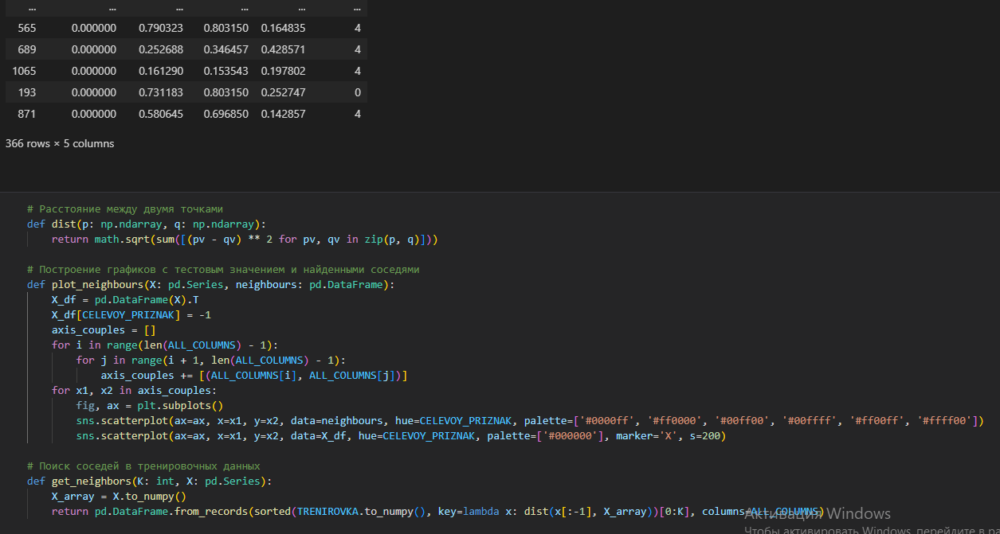 ... ... ... ... ... ...
565 0.000000 0.790323 0.803150 0.164835 4
689 0.000000 0.252688 0.346457 0.428571 4
1065 0.000000 0.161290 0.153543 0.197802 4
193 0.000000 0.731183 0.803150 0.252747 0
871 0.000000 0.580645 0.696850 0.142857 4
366 rows × 5 columns
# Расстояние между двумя точками
def dist(p: np.ndarray, q: np.ndarray):
    return math.sqrt(sum([(pv - qv) ** 2 for pv, qv in zip(p, q)]))
# Построение графиков с тестовым значением и найденными соседями
def plot_neighbours(X: pd.Series, neighbours: pd.DataFrame):
    X_df = pd.DataFrame(X).T
    X_df[CELEVOY_PRIZNAK] = -1
    axis_couples = []
    for i in range(len(ALL_COLUMNS) - 1):
        for j in range(i + 1, len(ALL_COLUMNS) - 1):
            axis_couples += [(ALL_COLUMNS[i], ALL_COLUMNS[j])]
    for x1, x2 in axis_couples:
        fig, ax = plt.subplots()
        sns.scatterplot(ax=ax, x=x1, y=x2, data=neighbours, hue=CELEVOY_PRIZNAK, palette=['#0000ff', '#ff0000', '#00ff00', '#00ffff', '#ff00ff', '#ffff00'])
        sns.scatterplot(ax=ax, x=x1, y=x2, data=X_df, hue=CELEVOY_PRIZNAK, palette=['#000000'], marker='X', s=200)
# Поиск соседей в тренировочных данных
def get_neighbors(K: int, X: pd.Series):
    X_array = X.to_numpy()
    return pd.DataFrame.from_records(sorted(TRENIROVKA.to_numpy(), key=lambda x: dist(x[:-1], X_array))[0:K], columns=ALL_COLUMNS)
Активация Windows
Чтобы активировать Windows, перейдите в